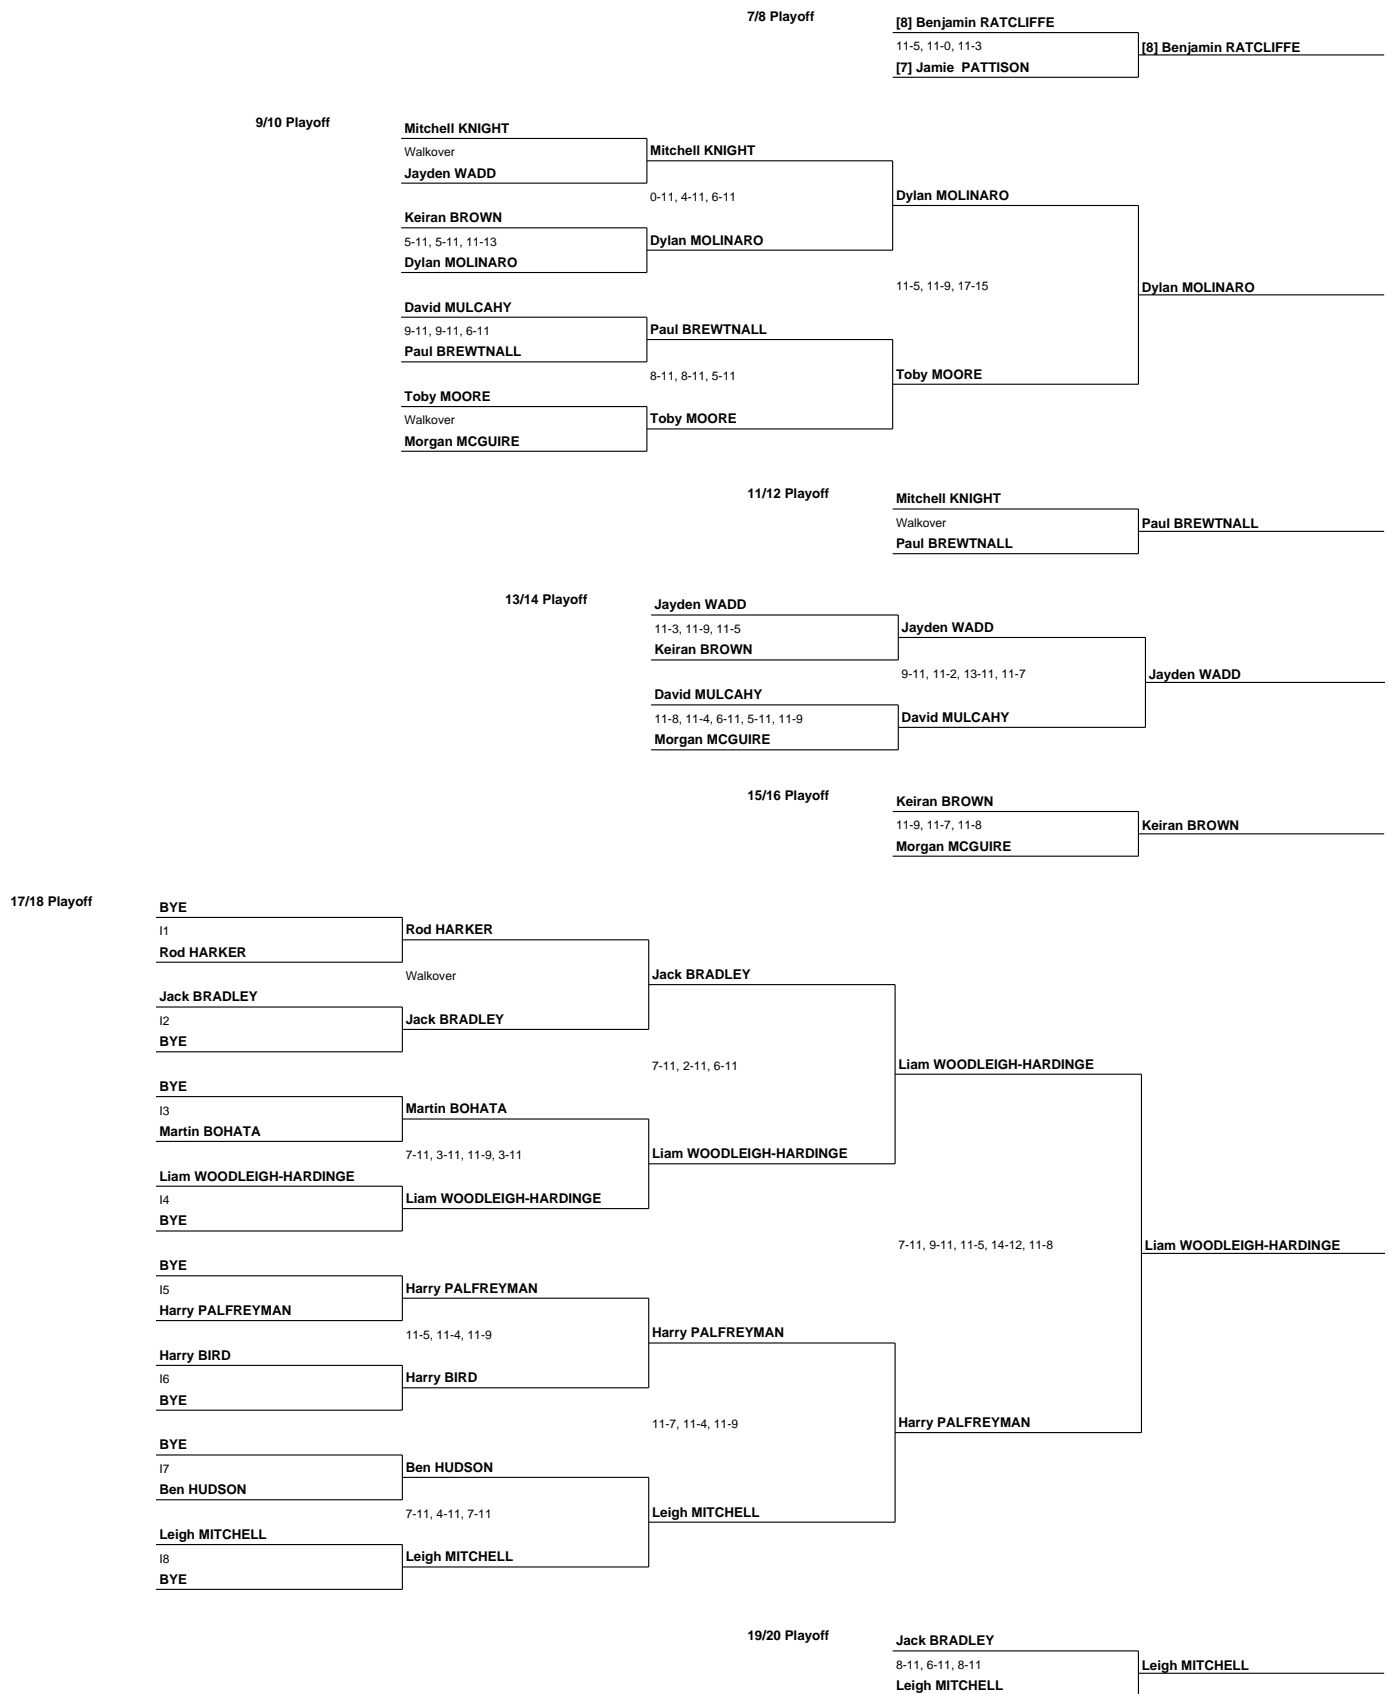 7/8 Playoff
[8] Benjamin RATCLIFFE
11-5, 11-0, 11-3
[8] Benjamin RATCLIFFE
[7] Jamie  PATTISON
9/10 Playoff
Mitchell KNIGHT
Walkover
Mitchell KNIGHT
Jayden WADD
0-11, 4-11, 6-11
Dylan MOLINARO
Keiran BROWN
5-11, 5-11, 11-13
Dylan MOLINARO
Dylan MOLINARO
11-5, 11-9, 17-15
Dylan MOLINARO
David MULCAHY
9-11, 9-11, 6-11
Paul BREWTNALL
Paul BREWTNALL
8-11, 8-11, 5-11
Toby MOORE
Toby MOORE
Walkover
Toby MOORE
Morgan MCGUIRE
11/12 Playoff
Mitchell KNIGHT
Walkover
Paul BREWTNALL
Paul BREWTNALL
13/14 Playoff
Jayden WADD
11-3, 11-9, 11-5
Jayden WADD
Keiran BROWN
9-11, 11-2, 13-11, 11-7
Jayden WADD
David MULCAHY
11-8, 11-4, 6-11, 5-11, 11-9
David MULCAHY
Morgan MCGUIRE
15/16 Playoff
Keiran BROWN
11-9, 11-7, 11-8
Keiran BROWN
Morgan MCGUIRE
17/18 Playoff
BYE
I1
Rod HARKER
Rod HARKER
Walkover
Jack BRADLEY
Jack BRADLEY
I2
Jack BRADLEY
BYE
7-11, 2-11, 6-11
Liam WOODLEIGH-HARDINGE
BYE
I3
Martin BOHATA
Martin BOHATA
7-11, 3-11, 11-9, 3-11
Liam WOODLEIGH-HARDINGE
Liam WOODLEIGH-HARDINGE
I4
Liam WOODLEIGH-HARDINGE
BYE
7-11, 9-11, 11-5, 14-12, 11-8
Liam WOODLEIGH-HARDINGE
BYE
I5
Harry PALFREYMAN
Harry PALFREYMAN
11-5, 11-4, 11-9
Harry PALFREYMAN
Harry BIRD
I6
Harry BIRD
BYE
11-7, 11-4, 11-9
Harry PALFREYMAN
BYE
I7
Ben HUDSON
Ben HUDSON
7-11, 4-11, 7-11
Leigh MITCHELL
Leigh MITCHELL
I8
Leigh MITCHELL
BYE
19/20 Playoff
Jack BRADLEY
8-11, 6-11, 8-11
Leigh MITCHELL
Leigh MITCHELL